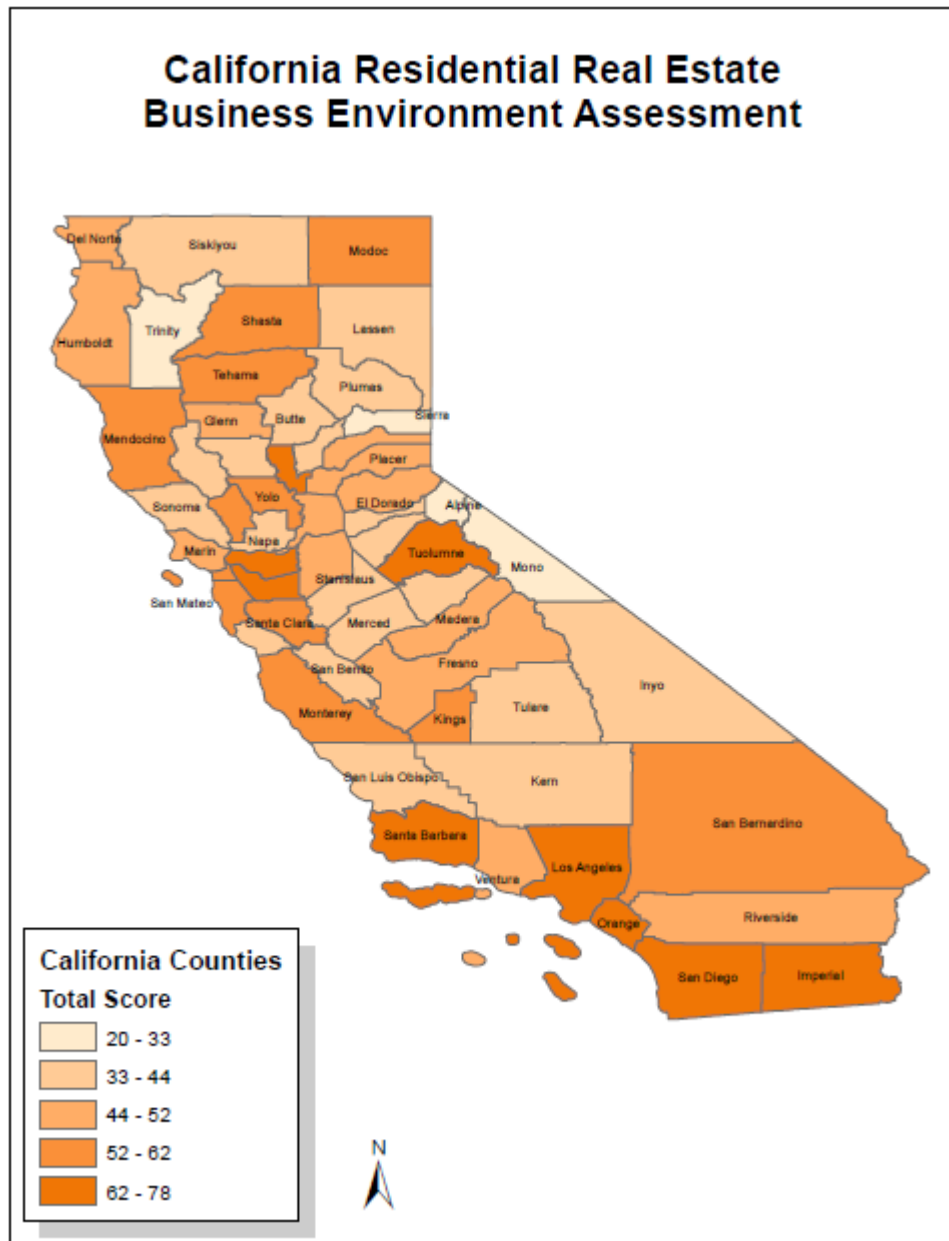 California Residential Real Estate
Business Environment Assessment
Del Norte
Siskiyou
Modoc
Humboldt
Trinity
Shasta
Lassen
Tehama
Plumas
Mendocino
Glenn
Butte
Sierra
Placer
Sonoma
Yolo
El Dorado
Alpine
Napa
Marin
Tuolumne
Mono
Stanislaus
San Mateo
Santa Clara
Merced
Madera
San Benito
Fresno
Inyo
Monterey
Kings
Tulare
San Luis Obispo
Kern
San Bernardino
Santa Barbara
Los Angeles
Ventura
Orange
Riverside
San Diego
Imperial
California Counties
Total Score
20 - 33
33 - 44
44 - 52
52 - 62
62 - 78
N